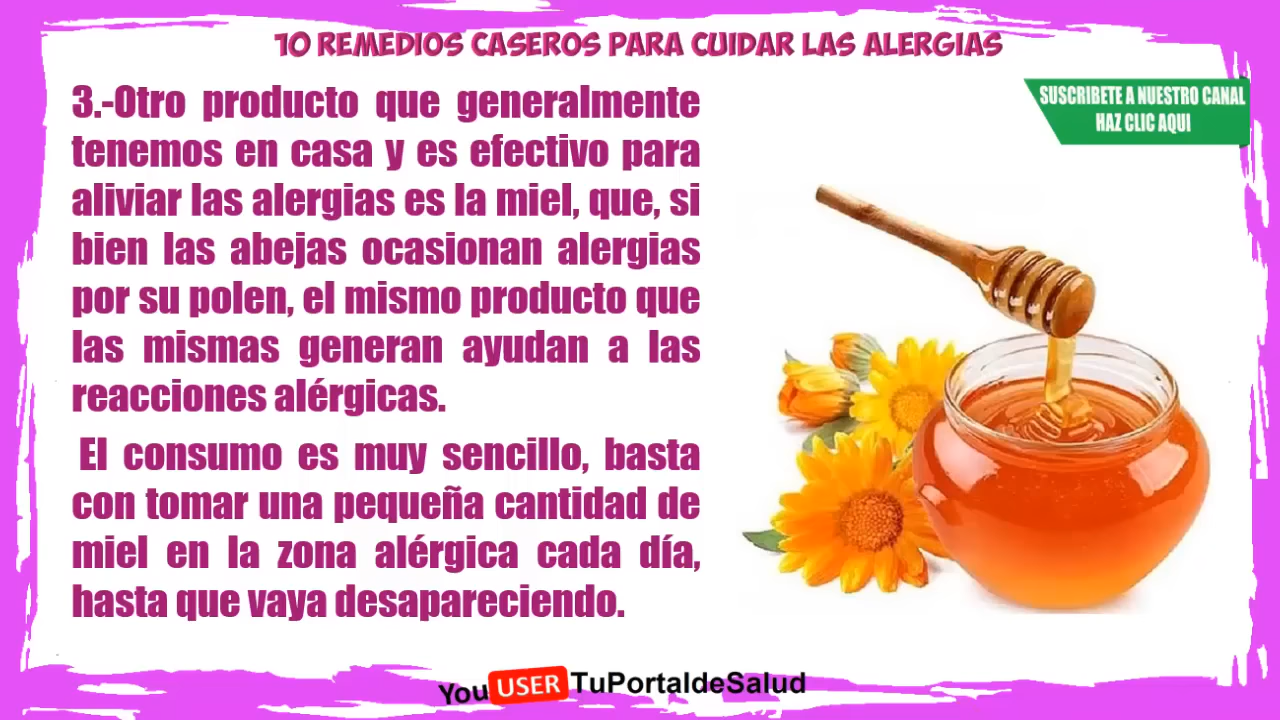 10 REMEDIOS CASEROS PARA CUIDAR LAS ALERGIAS
SUSCRIBETE A NUESTRO CANAL
HAZ CLIC AQUI
3.-Otro producto que generalmente
tenemos en casa y es efectivo para
aliviar las alergias es la miel, que, si
bien las abejas ocasionan alergias
por su polen, el mismo producto que
las mismas generan ayudan a las
reacciones alérgicas.
El consumo es muy sencillo, basta
con tomar una pequeña cantidad de
miel en la zona alérgica cada día,
hasta que vaya desapareciendo.
You USER TuPortaldeSalud